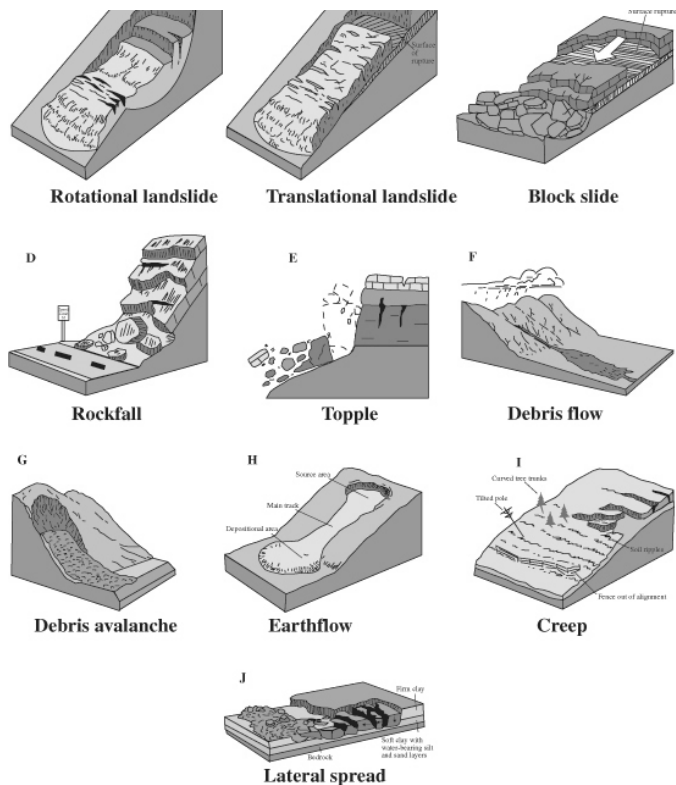 Surface rupture
Surface
of
rupture
Toe
Rotational landslide
Translational landslide
Block slide
D
E
F
Rockfall
Topple
Debris flow
G
H
I
Source area
Main track
Depositional area
Curved tree trunks
Tilted pole
Soil ripples
Fence out of alignment
Debris avalanche
Earthflow
Creep
J
Firm clay
Soft clay with
water-bearing silt
and sand layers
Bedrock
Lateral spread